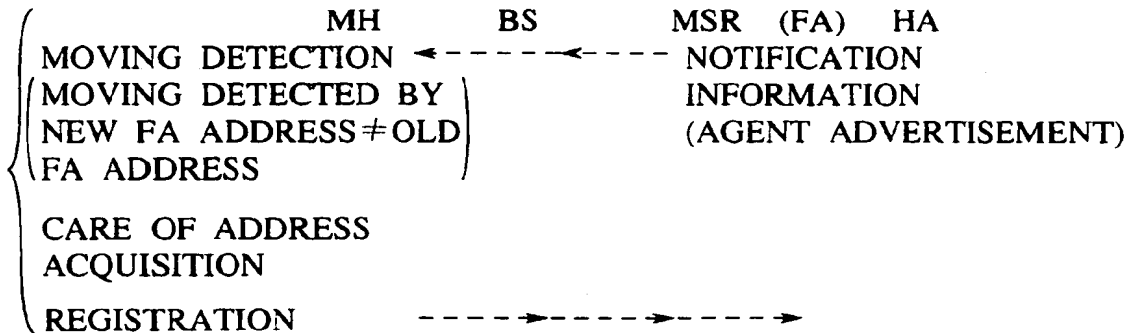 MH BS MSR (FA) HA
MOVING DETECTION NOTIFICATION
(MOVING DETECTED BY INFORMATION
NEW FA ADDRESS≠OLD (AGENT ADVERTISEMENT)
FA ADDRESS)
CARE OF ADDRESS
ACQUISITION
REGISTRATION